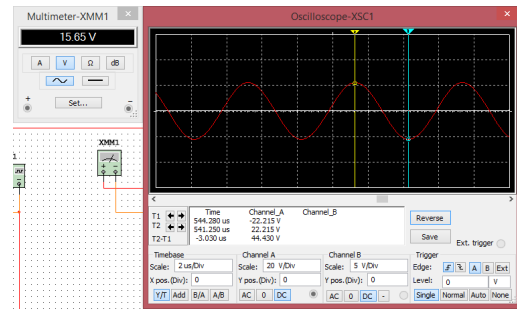 Multimeter-XMM1
15.65 V
A V Ω dB
+ Set... -
XMM1
Oscilloscope-XSC1
T1
T2
T2-T1
Time Channel_A Channel_B
544.280 us -22.215 V
541.250 us 22.215 V
-3.030 us 44.430 V
Reverse
Save
Ext. trigger
Timebase
Scale: 2 us/Div
X pos.(Div): 0
Y/T Add B/A A/B
Channel A
Scale: 20 V/Div
Y pos.(Div): 0
AC 0 DC
Channel B
Scale: 5 V/Div
Y pos.(Div): 0
AC 0 DC -
Trigger
Edge: A B Ext
Level: 0 V
Single Normal Auto None